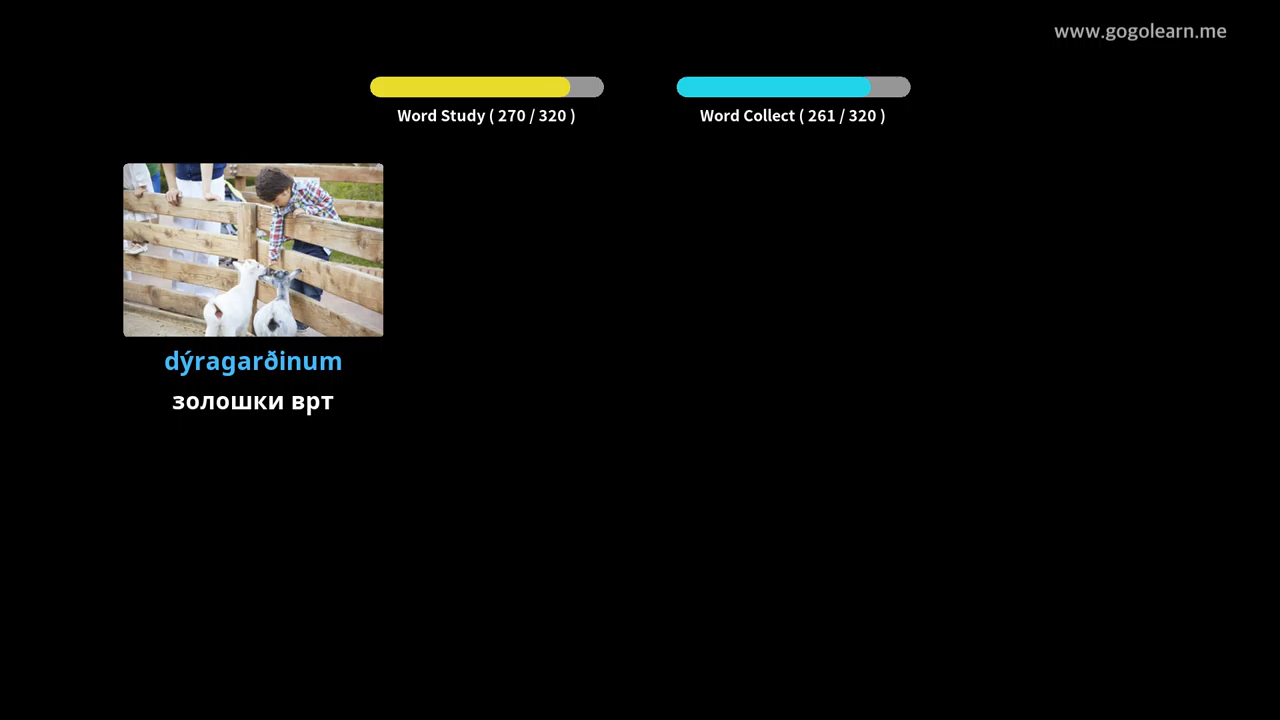 www.gogolearn.me
Word Study ( 270 / 320 )
Word Collect ( 261 / 320 )
dýragarðinum
золошки врт